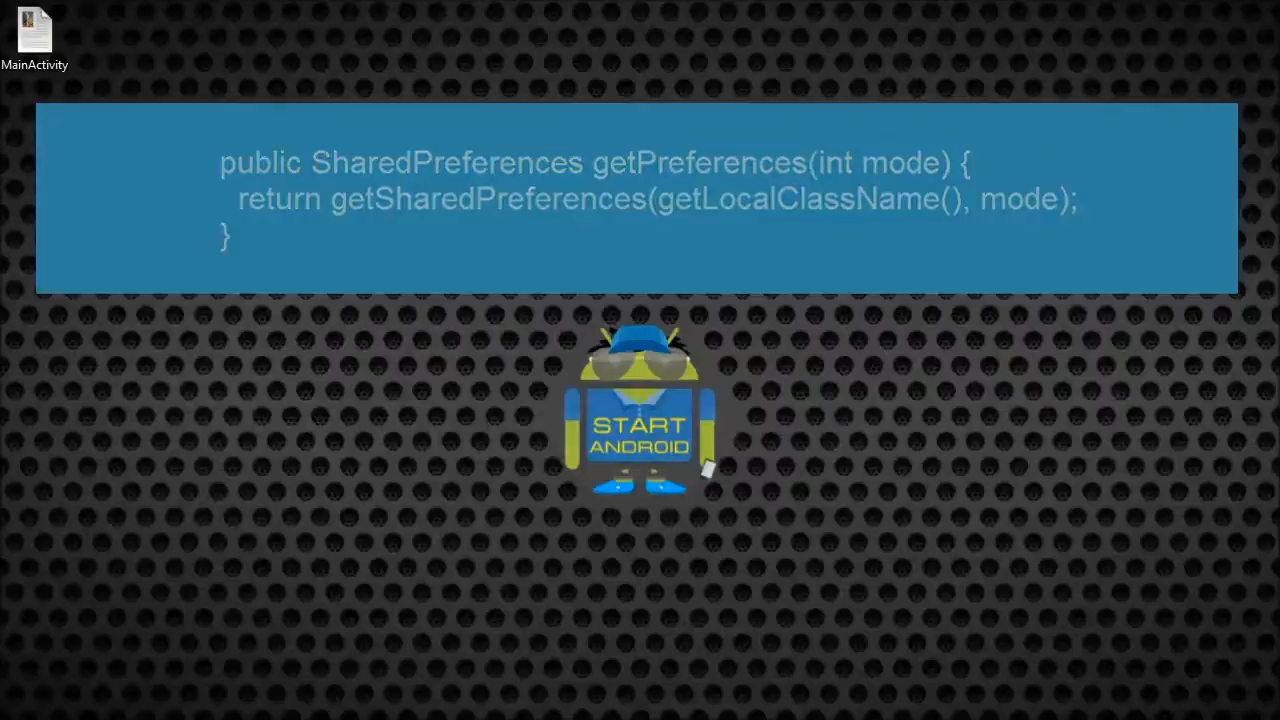 MainActivity
public SharedPreferences getPreferences(int mode) {
return getSharedPreferences(getLocalClassName(), mode);
}
START
ANDROID